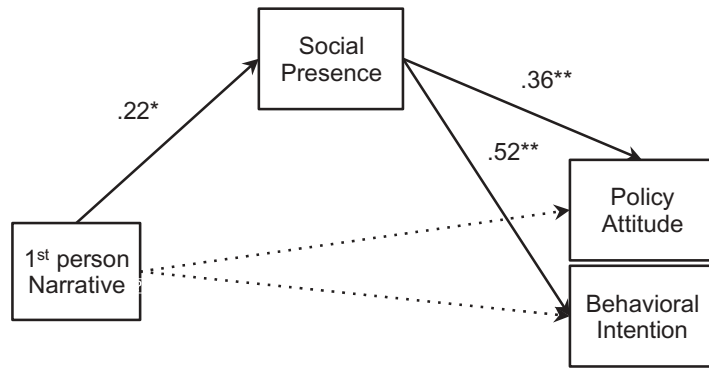 Social
Presence
.22*
.36**
.52**
Policy
Attitude
1st person
Narrative
Behavioral
Intention